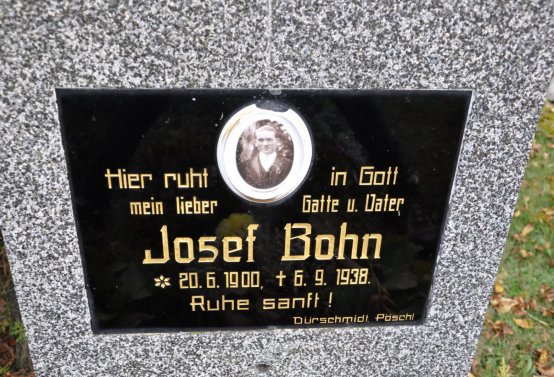 Hier ruht in Gott
mein lieber Gatte u. Vater
Josef Bohn
* 20.6.1900, † 6.9.1938.
Ruhe sanft!
Dürschmidt, Pöschl